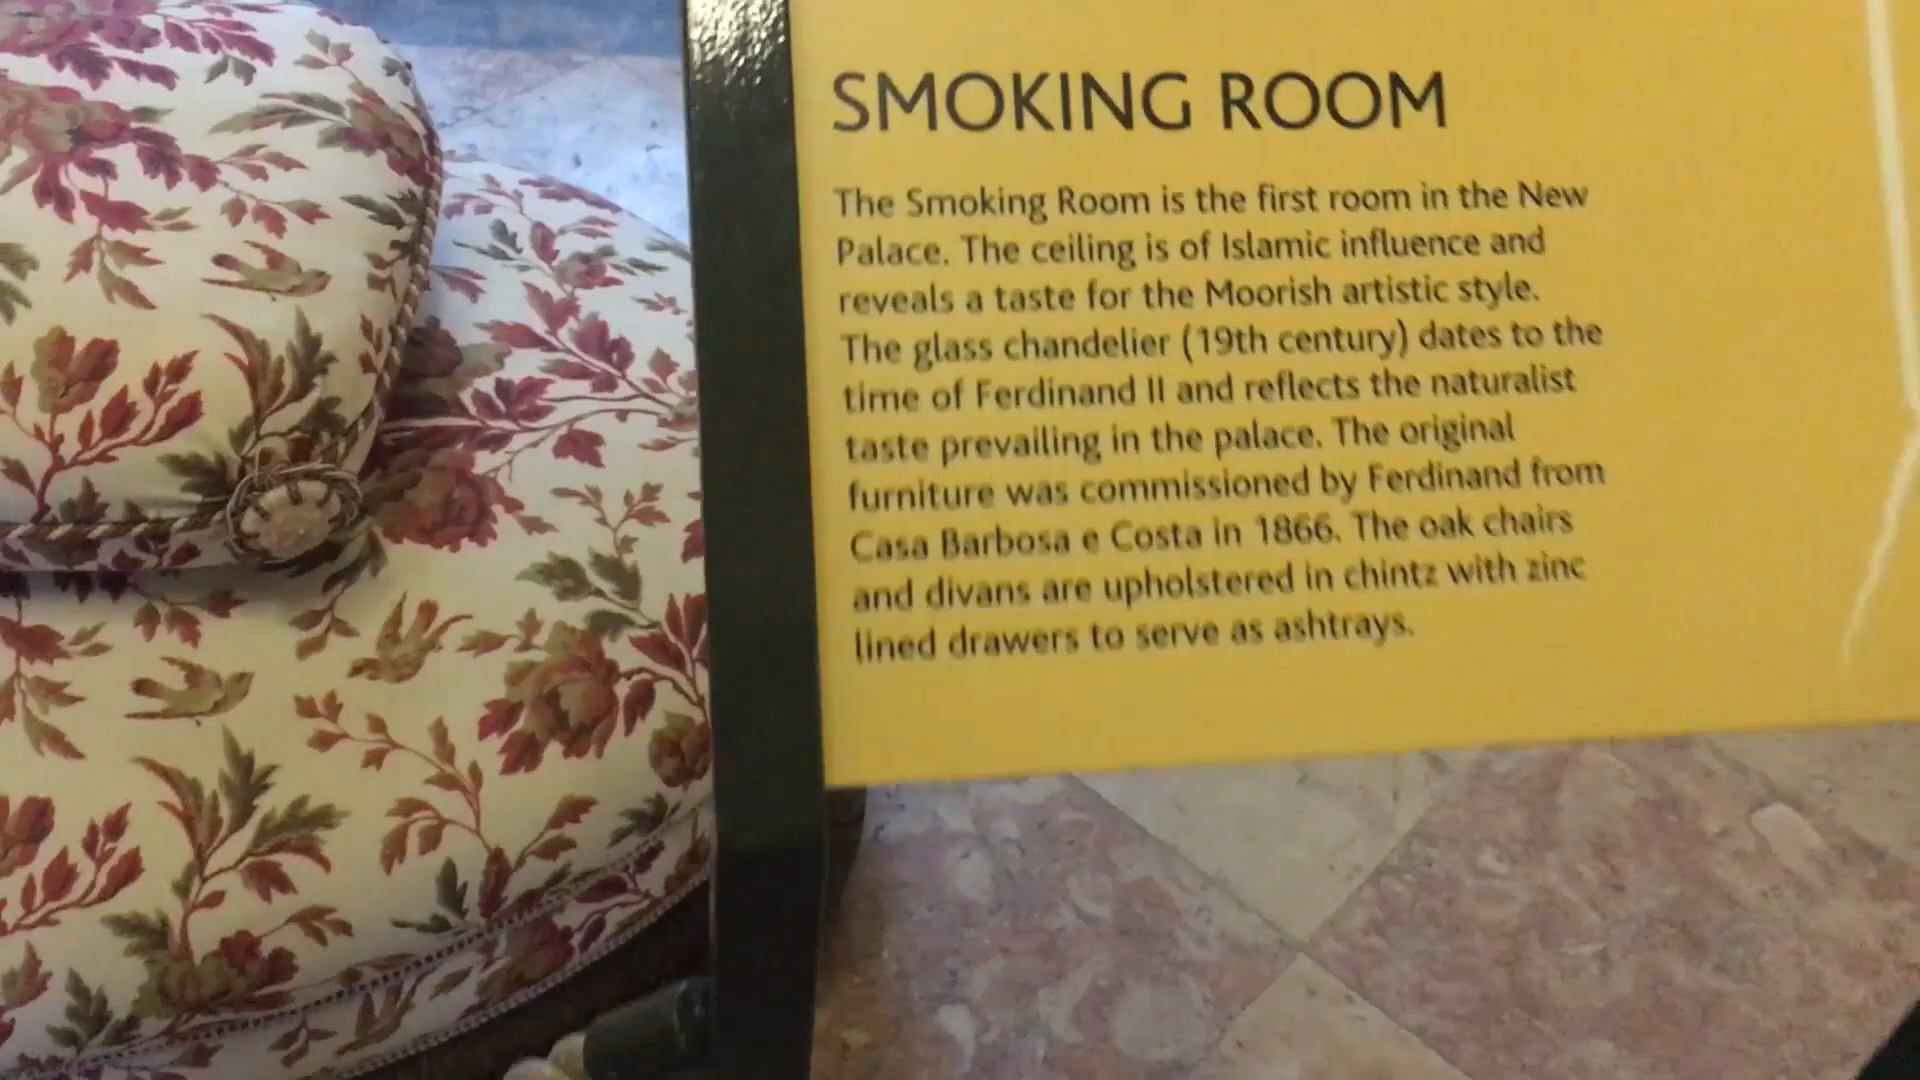 SMOKING ROOM
The Smoking Room is the first room in the New
Palace. The ceiling is of Islamic influence and
reveals a taste for the Moorish artistic style.
The glass chandelier (19th century) dates to the
time of Ferdinand II and reflects the naturalist
taste prevailing in the palace. The original
furniture was commissioned by Ferdinand from
Casa Barbosa e Costa in 1866. The oak chairs
and divans are upholstered in chintz with zinc
lined drawers to serve as ashtrays.